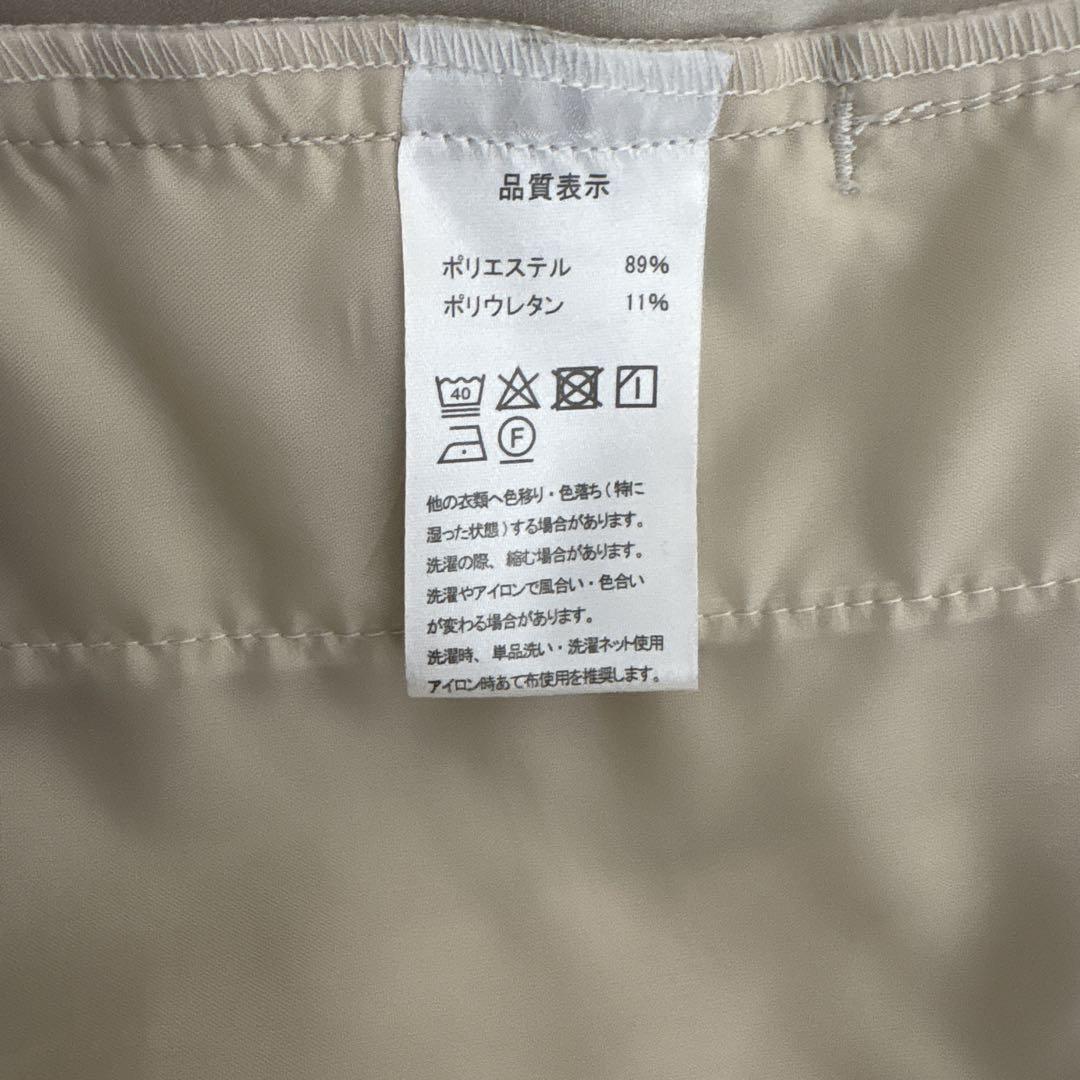 品質表示
ポリエステル 89%
ポリウレタン 11%
40
F
他の衣類へ色移り・色落ち(特に
湿った状態)する場合があります。
洗濯の際、縮む場合があります。
洗濯やアイロンで風合い・色合い
が変わる場合があります。
洗濯時、単品洗い・洗濯ネット使用
アイロン時あて布使用を推奨します。